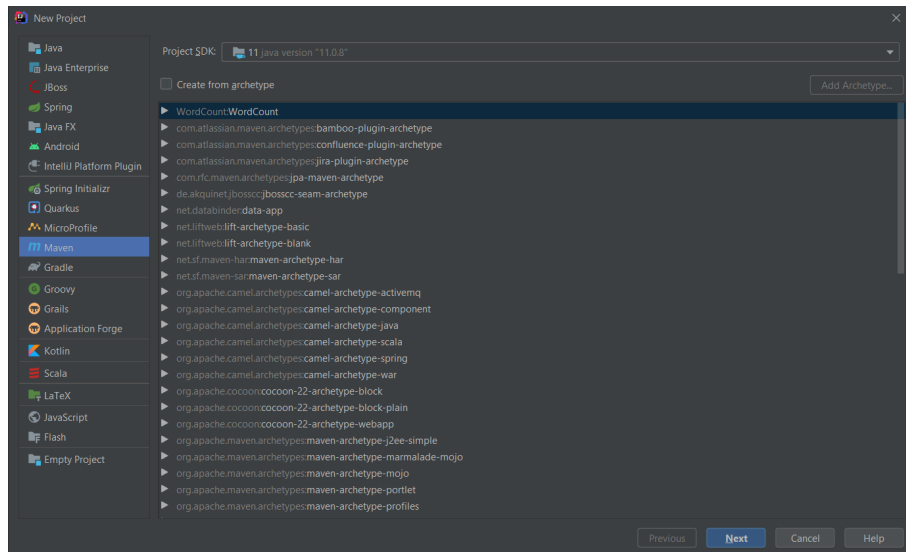 New Project
Java
Java Enterprise
JBoss
Spring
Java FX
Android
IntelliJ Platform Plugin
Spring Initializr
Quarkus
MicroProfile
Maven
Gradle
Groovy
Grails
Application Forge
Kotlin
Scala
LaTeX
JavaScript
Flash
Empty Project
Project SDK: 11 java version "11.0.8"
Create from archetype
Add Archetype...
WordCount:WordCount
com.atlassian.maven.archetypes:bamboo-plugin-archetype
com.atlassian.maven.archetypes:confluence-plugin-archetype
com.atlassian.maven.archetypes:jira-plugin-archetype
com.rfc.maven.archetypes:jpa-maven-archetype
de.akquinet.jbosscc:jbosscc-seam-archetype
net.databinder:data-app
net.liftweb:lift-archetype-basic
net.liftweb:lift-archetype-blank
net.sf.maven-har:maven-archetype-har
net.sf.maven-sar:maven-archetype-sar
org.apache.camel.archetypes:camel-archetype-activemq
org.apache.camel.archetypes:camel-archetype-component
org.apache.camel.archetypes:camel-archetype-java
org.apache.camel.archetypes:camel-archetype-scala
org.apache.camel.archetypes:camel-archetype-spring
org.apache.camel.archetypes:camel-archetype-war
org.apache.cocoon:cocoon-22-archetype-block
org.apache.cocoon:cocoon-22-archetype-block-plain
org.apache.cocoon:cocoon-22-archetype-webapp
org.apache.maven.archetypes:maven-archetype-j2ee-simple
org.apache.maven.archetypes:maven-archetype-marmalade-mojo
org.apache.maven.archetypes:maven-archetype-mojo
org.apache.maven.archetypes:maven-archetype-portlet
org.apache.maven.archetypes:maven-archetype-profiles
Previous
Next
Cancel
Help